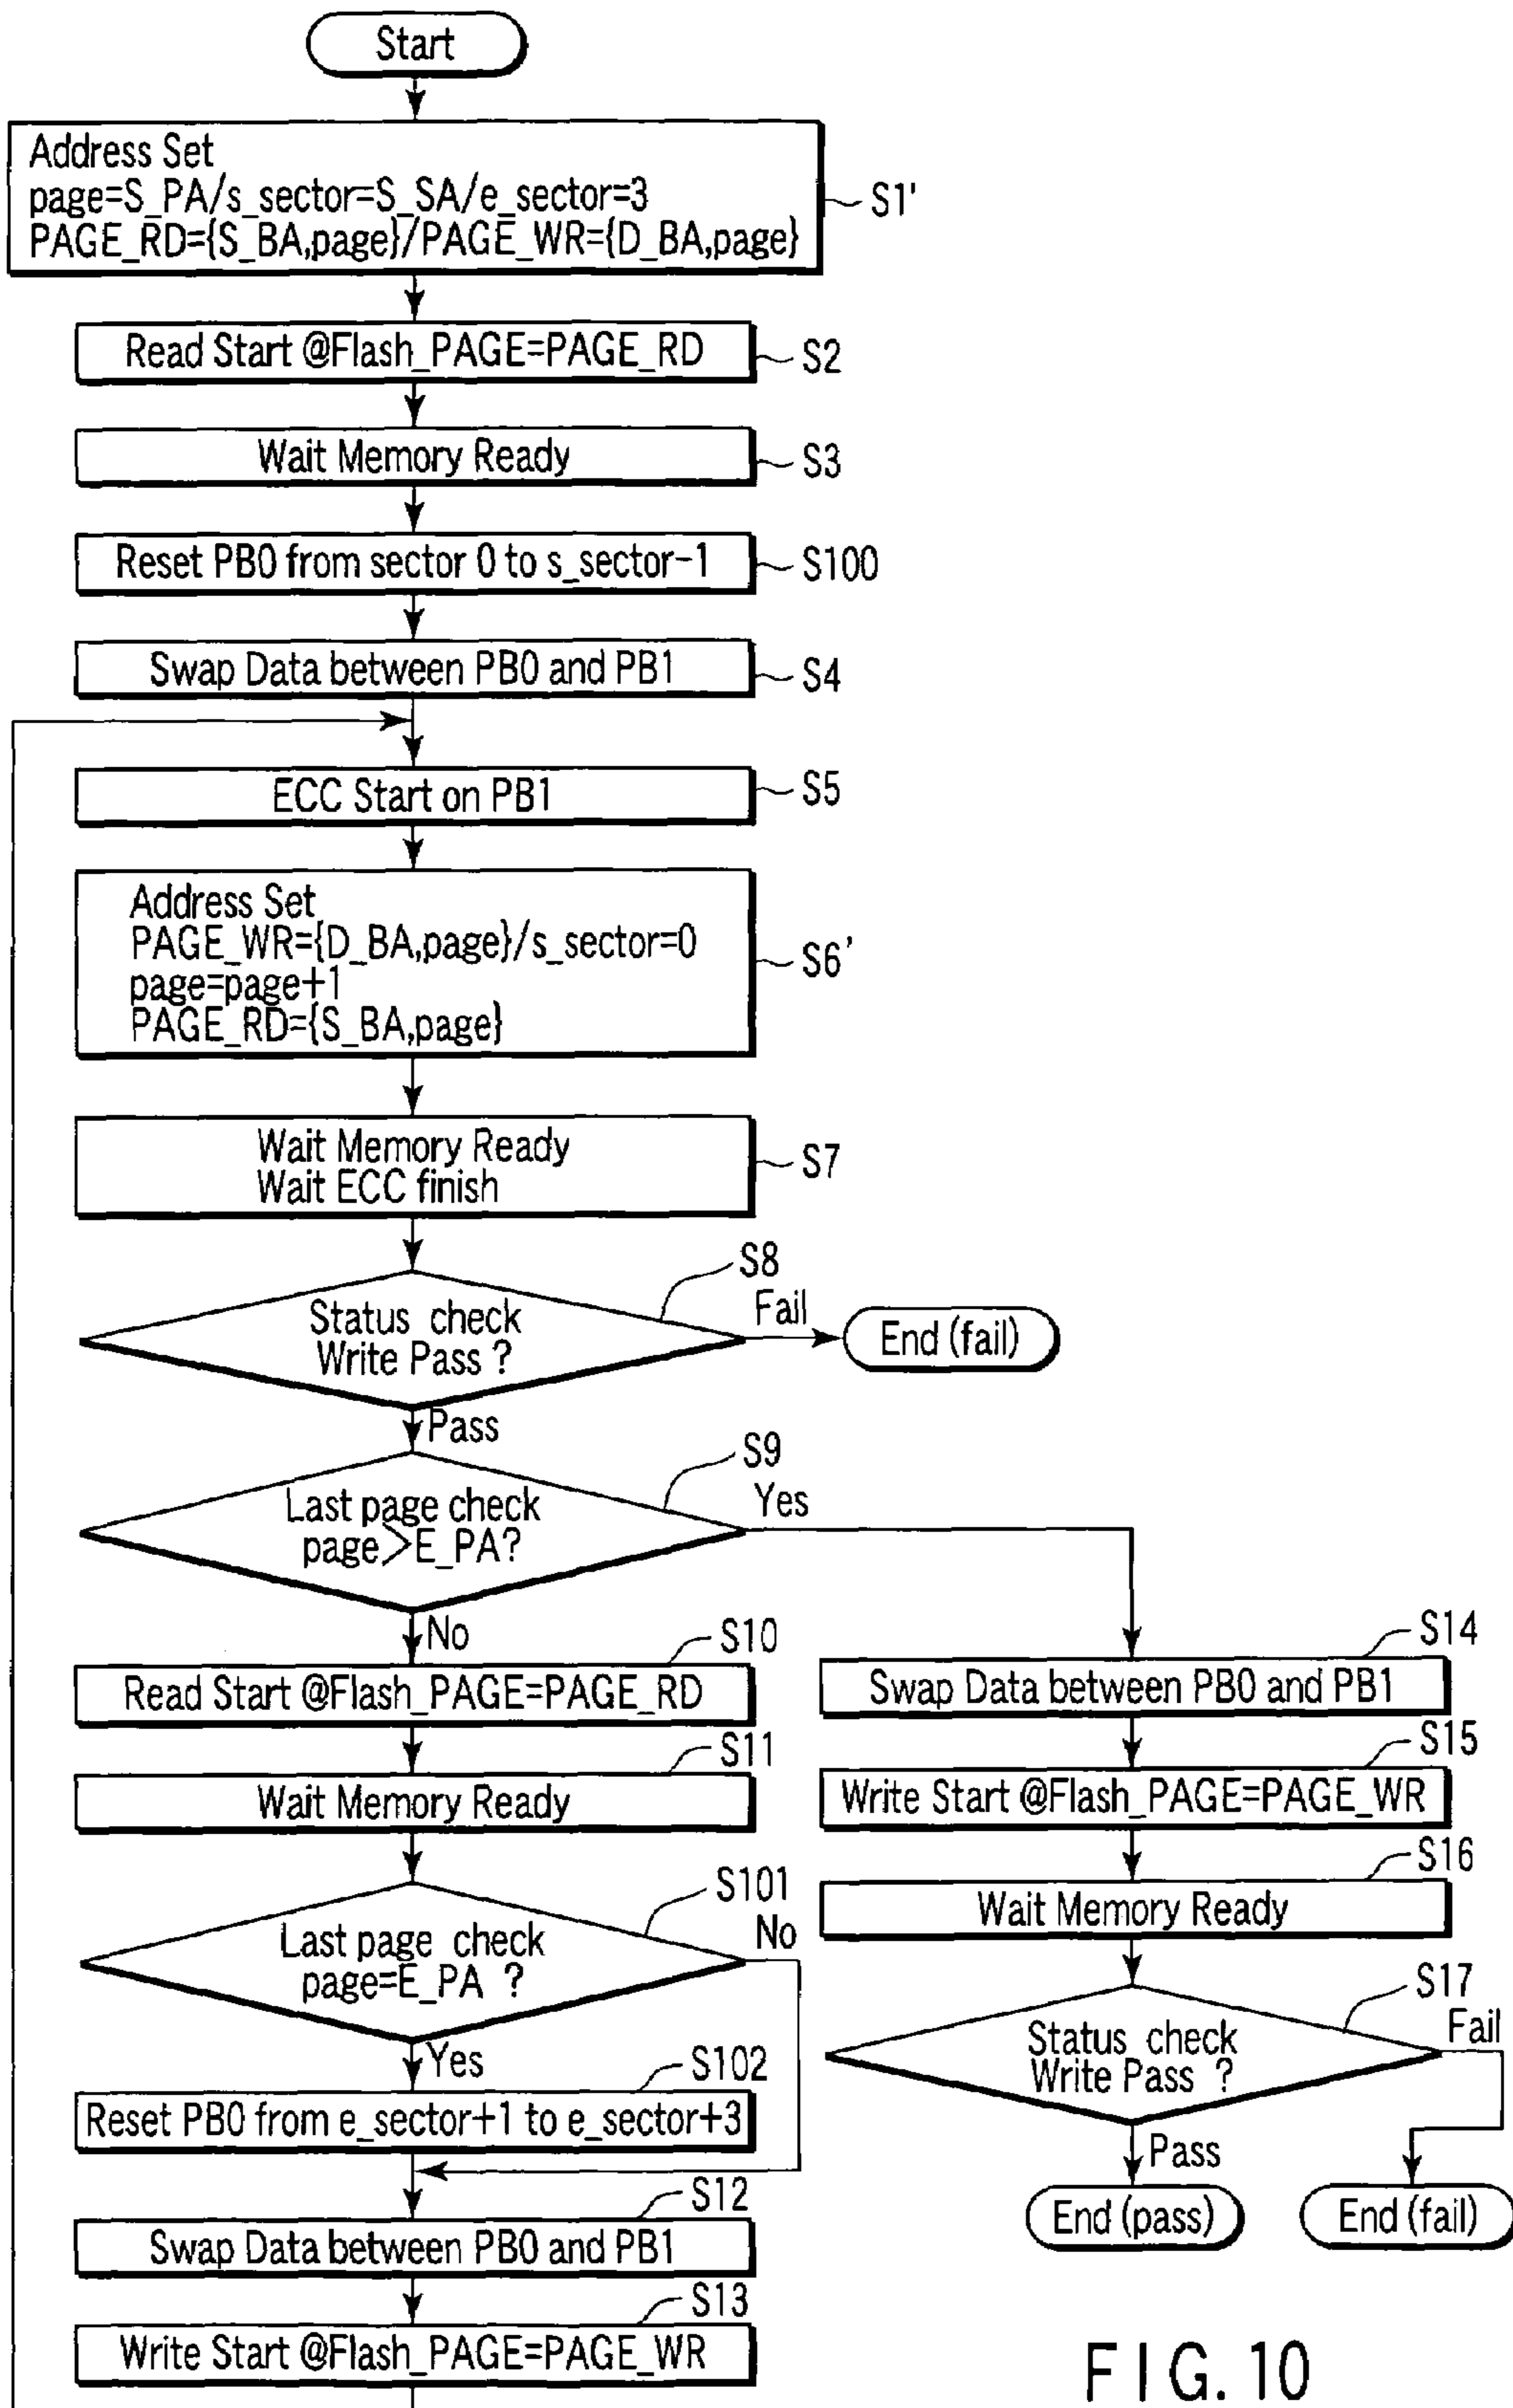 Start
Address Set
page=S_PA/s_sector=S_SA/e_sector=3
PAGE_RD={S_BA,page}/PAGE_WR={D_BA,page}
S1'
Read Start @Flash_PAGE=PAGE_RD
S2
Wait Memory Ready
S3
Reset PB0 from sector 0 to s_sector-1
S100
Swap Data between PB0 and PB1
S4
ECC Start on PB1
S5
Address Set
PAGE_WR={D_BA,page}/s_sector=0
page=page+1
PAGE_RD={S_BA,page}
S6'
Wait Memory Ready
Wait ECC finish
S7
S8
Status check
Write Pass ?
Fail
End (fail)
Pass
S9
Last page check
page>E_PA?
Yes
No
S10
Read Start @Flash_PAGE=PAGE_RD
S11
Wait Memory Ready
S101
Last page check
page=E_PA ?
No
Yes
S102
Reset PB0 from e_sector+1 to e_sector+3
S12
Swap Data between PB0 and PB1
S13
Write Start @Flash_PAGE=PAGE_WR
S14
Swap Data between PB0 and PB1
S15
Write Start @Flash_PAGE=PAGE_WR
S16
Wait Memory Ready
S17
Status check
Write Pass ?
Fail
Pass
End (pass)
End (fail)
FIG. 10